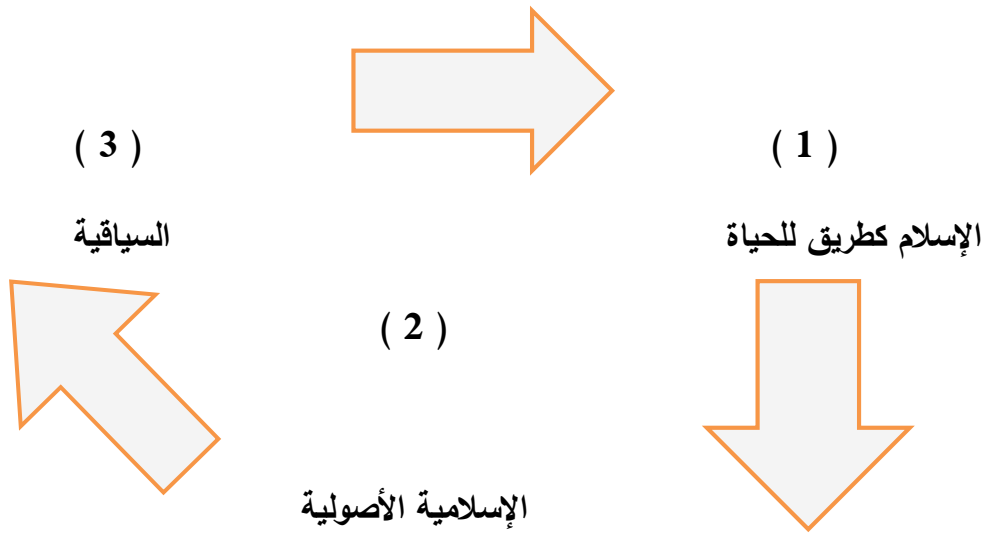 ( 1 )
الإسلام كطريق للحياة
( 2 )
الإسلامية الأصولية
( 3 )
السياقية